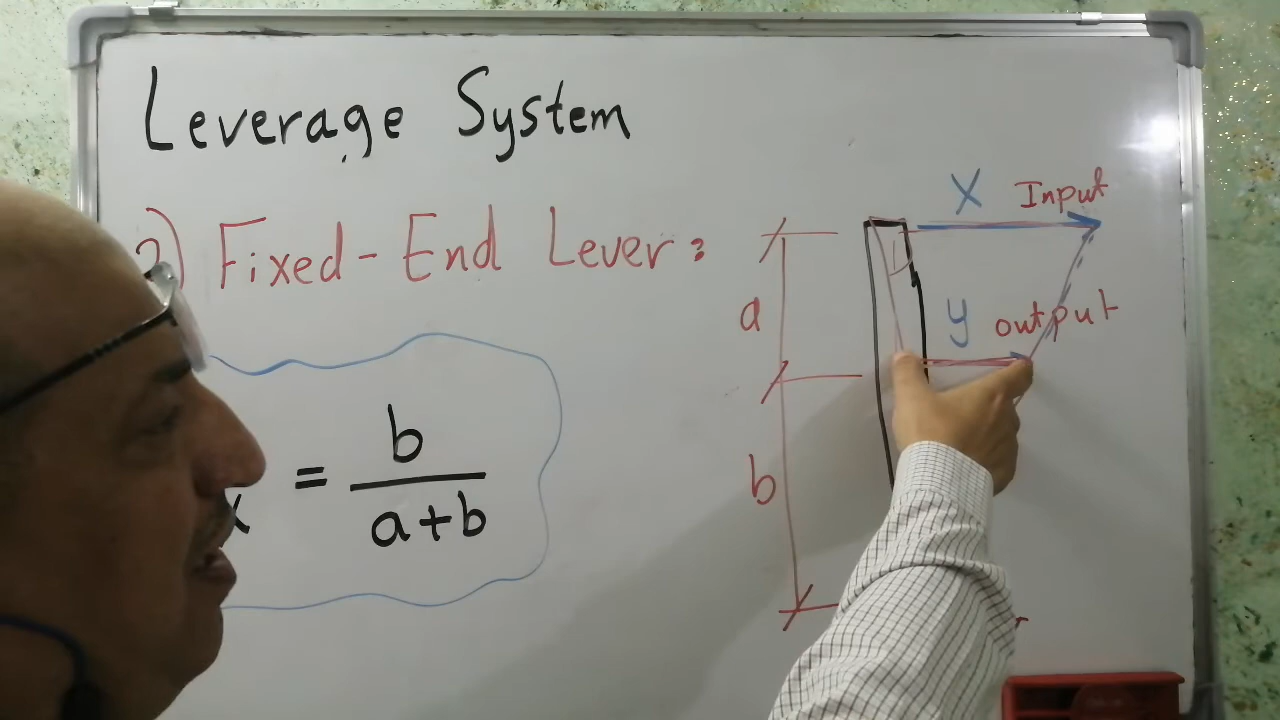 Leverage System
2) Fixed-End Lever:
X Input
a
y output
b
= b
a+b